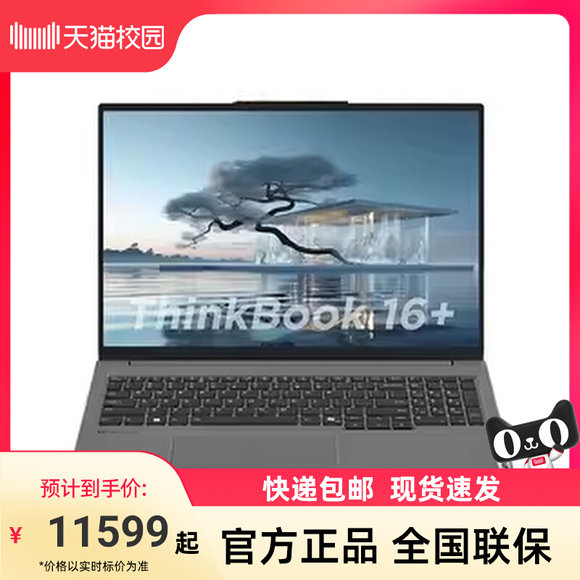 天猫校园
ThinkBook 16+
预计到手价:
快递包邮 现货速发
¥ 11599 起
官方正品 全国联保
*价格以实时标价为准